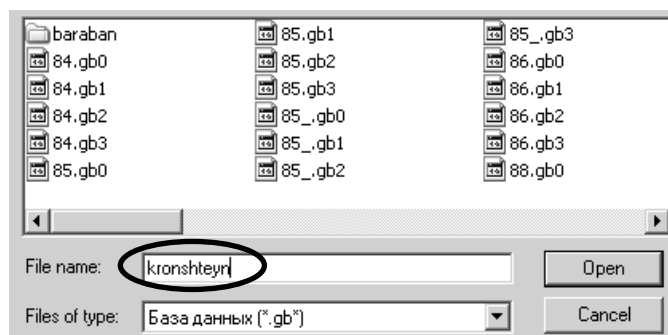 baraban 85.gb1 85_.gb3
84.gb0 85.gb2 86.gb0
84.gb1 85.gb3 86.gb1
84.gb2 85_.gb0 86.gb2
84.gb3 85_.gb1 86.gb3
85.gb0 85_.gb2 88.gb0
File name: kronshteyn Open
Files of type: База данных (*.gb*) Cancel